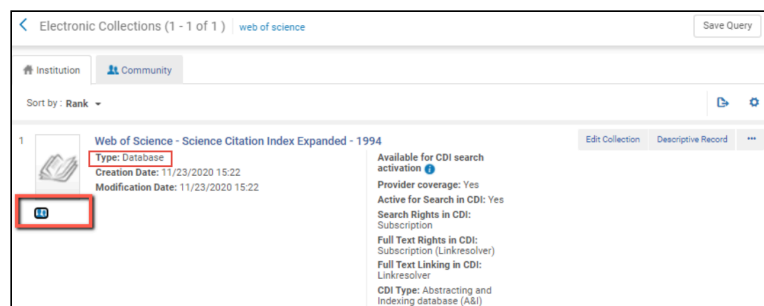 Electronic Collections (1 - 1 of 1 ) web of science Save Query
Institution Community
Sort by : Rank
1 Web of Science - Science Citation Index Expanded - 1994 Edit Collection Descriptive Record ...
Type: Database
Creation Date: 11/23/2020 15:22
Modification Date: 11/23/2020 15:22
Available for CDI search
activation
Provider coverage: Yes
Active for Search in CDI: Yes
Search Rights in CDI:
Subscription
Full Text Rights in CDI:
Subscription (Linkresolver)
Full Text Linking in CDI:
Linkresolver
CDI Type: Abstracting and
Indexing database (A&I)